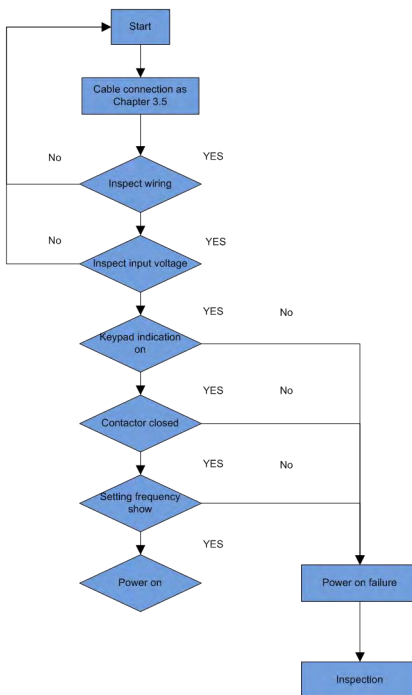 Start
Cable connection as
Chapter 3.5
No
YES
Inspect wiring
No
YES
Inspect input voltage
YES
No
Keypad indication
on
YES
No
Contactor closed
YES
No
Setting frequency
show
YES
Power on
Power on failure
Inspection